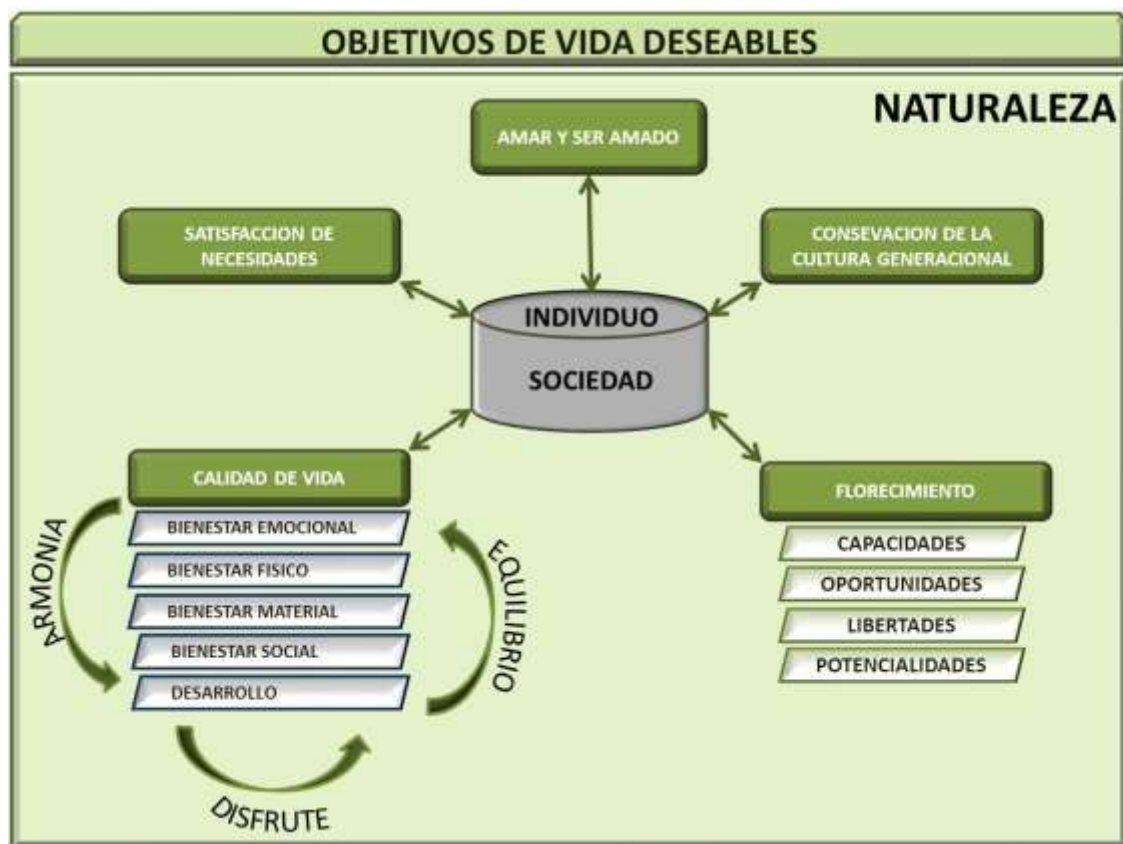 OBJETIVOS DE VIDA DESEABLES
NATURALEZA
AMAR Y SER AMADO
SATISFACCION DE
NECESIDADES
CONSEVACION DE LA
CULTURA GENERACIONAL
INDIVIDUO
SOCIEDAD
CALIDAD DE VIDA
BIENESTAR EMOCIONAL
BIENESTAR FISICO
BIENESTAR MATERIAL
BIENESTAR SOCIAL
DESARROLLO
ARMONIA
EQUILIBRIO
DISFRUTE
FLORECIMIENTO
CAPACIDADES
OPORTUNIDADES
LIBERTADES
POTENCIALIDADES